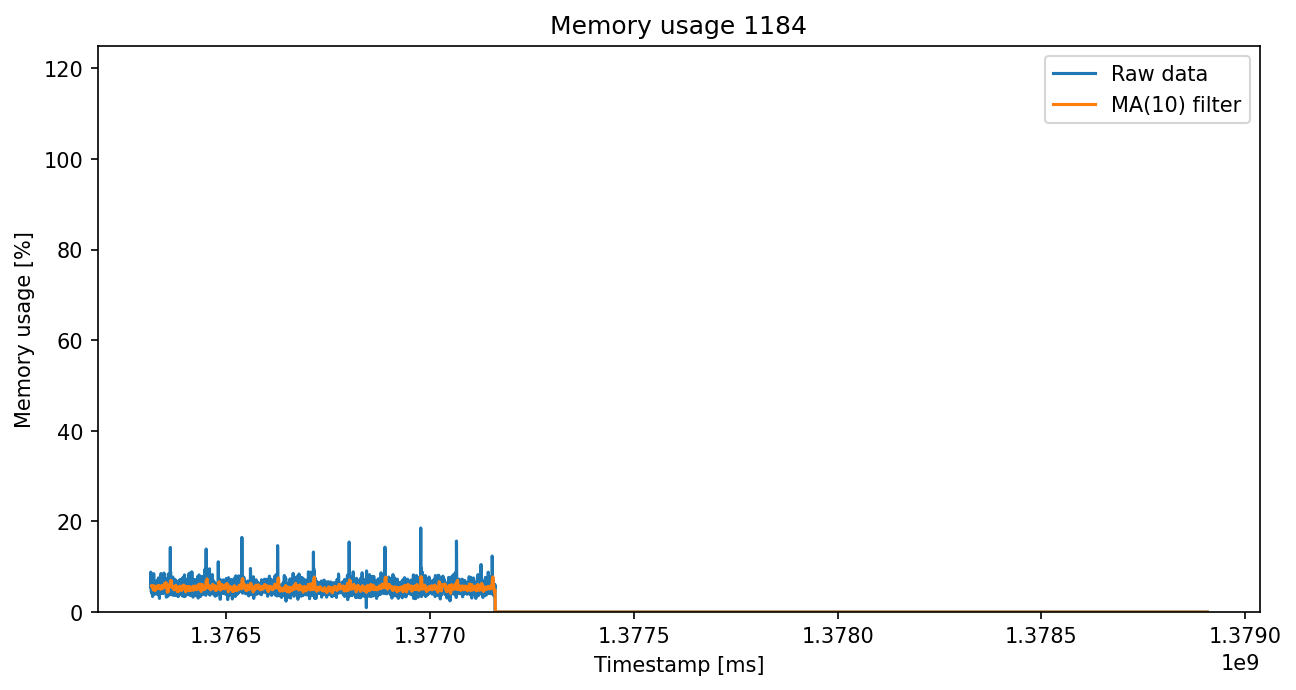 Memory usage 1184
Raw data
MA(10) filter
Memory usage [%]
120
100
80
60
40
20
0
1.3765 1.3770 1.3775 1.3780 1.3785 1.3790
1e9
Timestamp [ms]